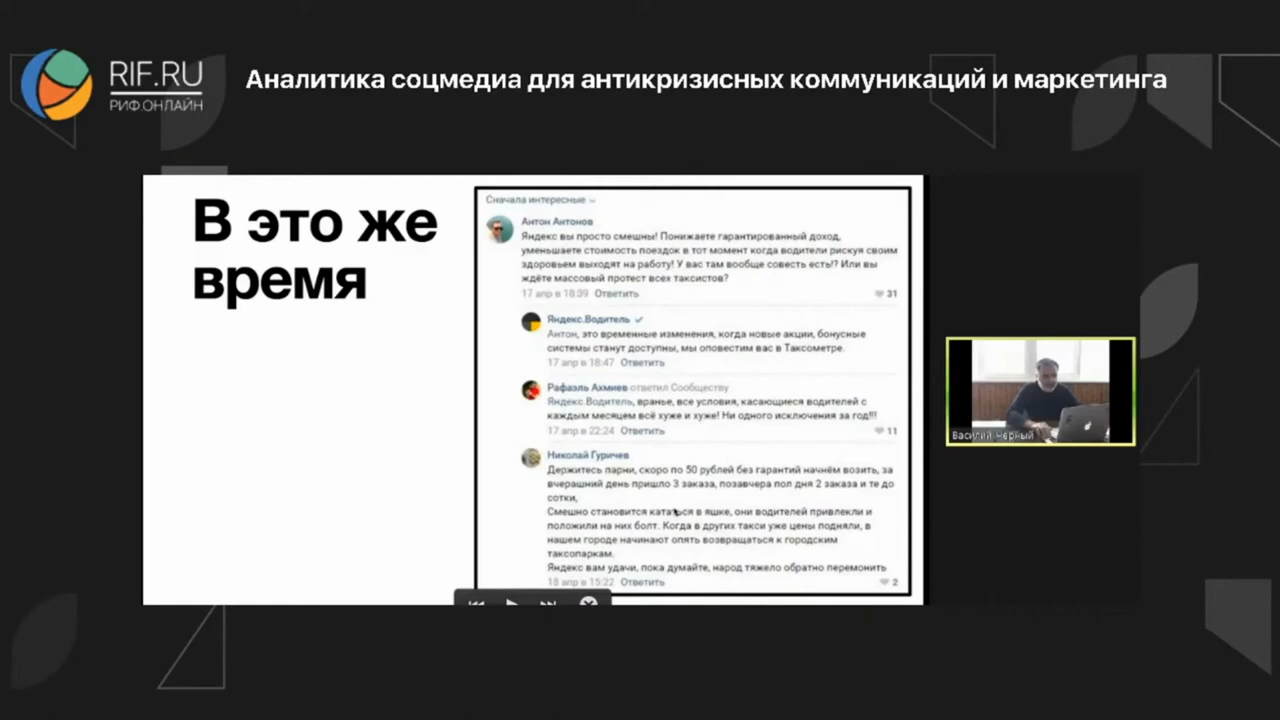 RIF.RU
РИФ ОНЛАЙН
Аналитика соцмедиа для антикризисных коммуникаций и маркетинга
В это же
время
Сначала интересные
Антон Антонов
Яндекс вы просто смешны! Понижаете гарантированный доход,
уменьшаете стоимость поездок в тот момент когда водители рискуя своим
здоровьем выходят на работу! У вас там вообще совесть есть!? Или вы
ждёте массовый протест всех таксистов?
17 апр в 18:39 Ответить
31
Яндекс.Водитель
Антон, это временные изменения, когда новые акции, бонусные
системы станут доступны, мы оповестим вас в Таксометре.
17 апр в 18:47 Ответить
Рафаэль Ахмиев ответил Сообществу
Яндекс.Водитель, вранье, все условия, касающиеся водителей с
каждым месяцем всё хуже и хуже! Ни одного исключения за год!!!
17 апр в 22:24 Ответить
11
Николай Гуричев
Держитесь парни, скоро по 50 рублей без гарантий начнём возить, за
вчерашний день пришло 3 заказа, позавчера пол дня 2 заказа и те до
сотки,
Смешно становится кататься в яшке, они водителей привлекли и
положили на них болт. Когда в других такси уже цены подняли, в
нашем городе начинают опять возвращаться к городским
таксопаркам.
Яндекс вам удачи, пока думайте, народ тяжело обратно перемонить
18 апр в 15:22 Ответить
2
Василий Черный